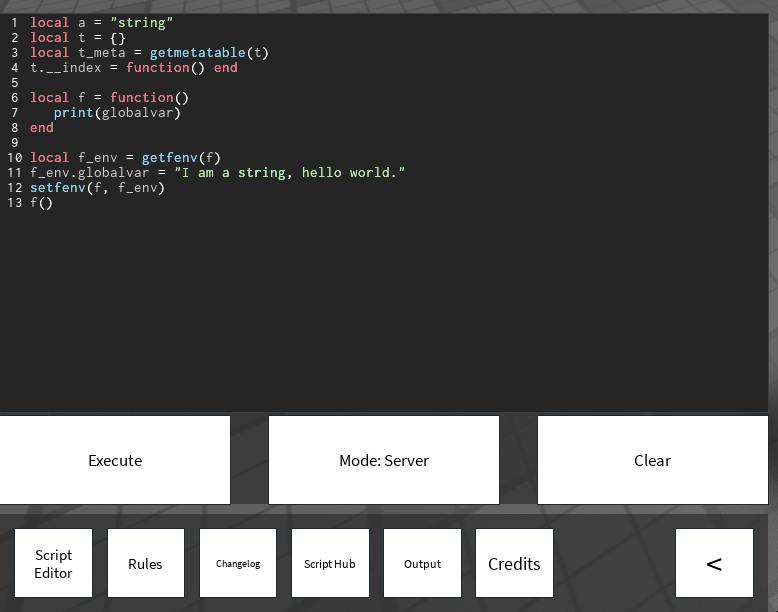 1 local a = "string"
2 local t = {}
3 local t_meta = getmetatable(t)
4 t.__index = function() end
5
6 local f = function()
7    print(globalvar)
8 end
9
10 local f_env = getfenv(f)
11 f_env.globalvar = "I am a string, hello world."
12 setfenv(f, f_env)
13 f()
Execute
Mode: Server
Clear
Script
Editor
Rules
Changelog
Script Hub
Output
Credits
<